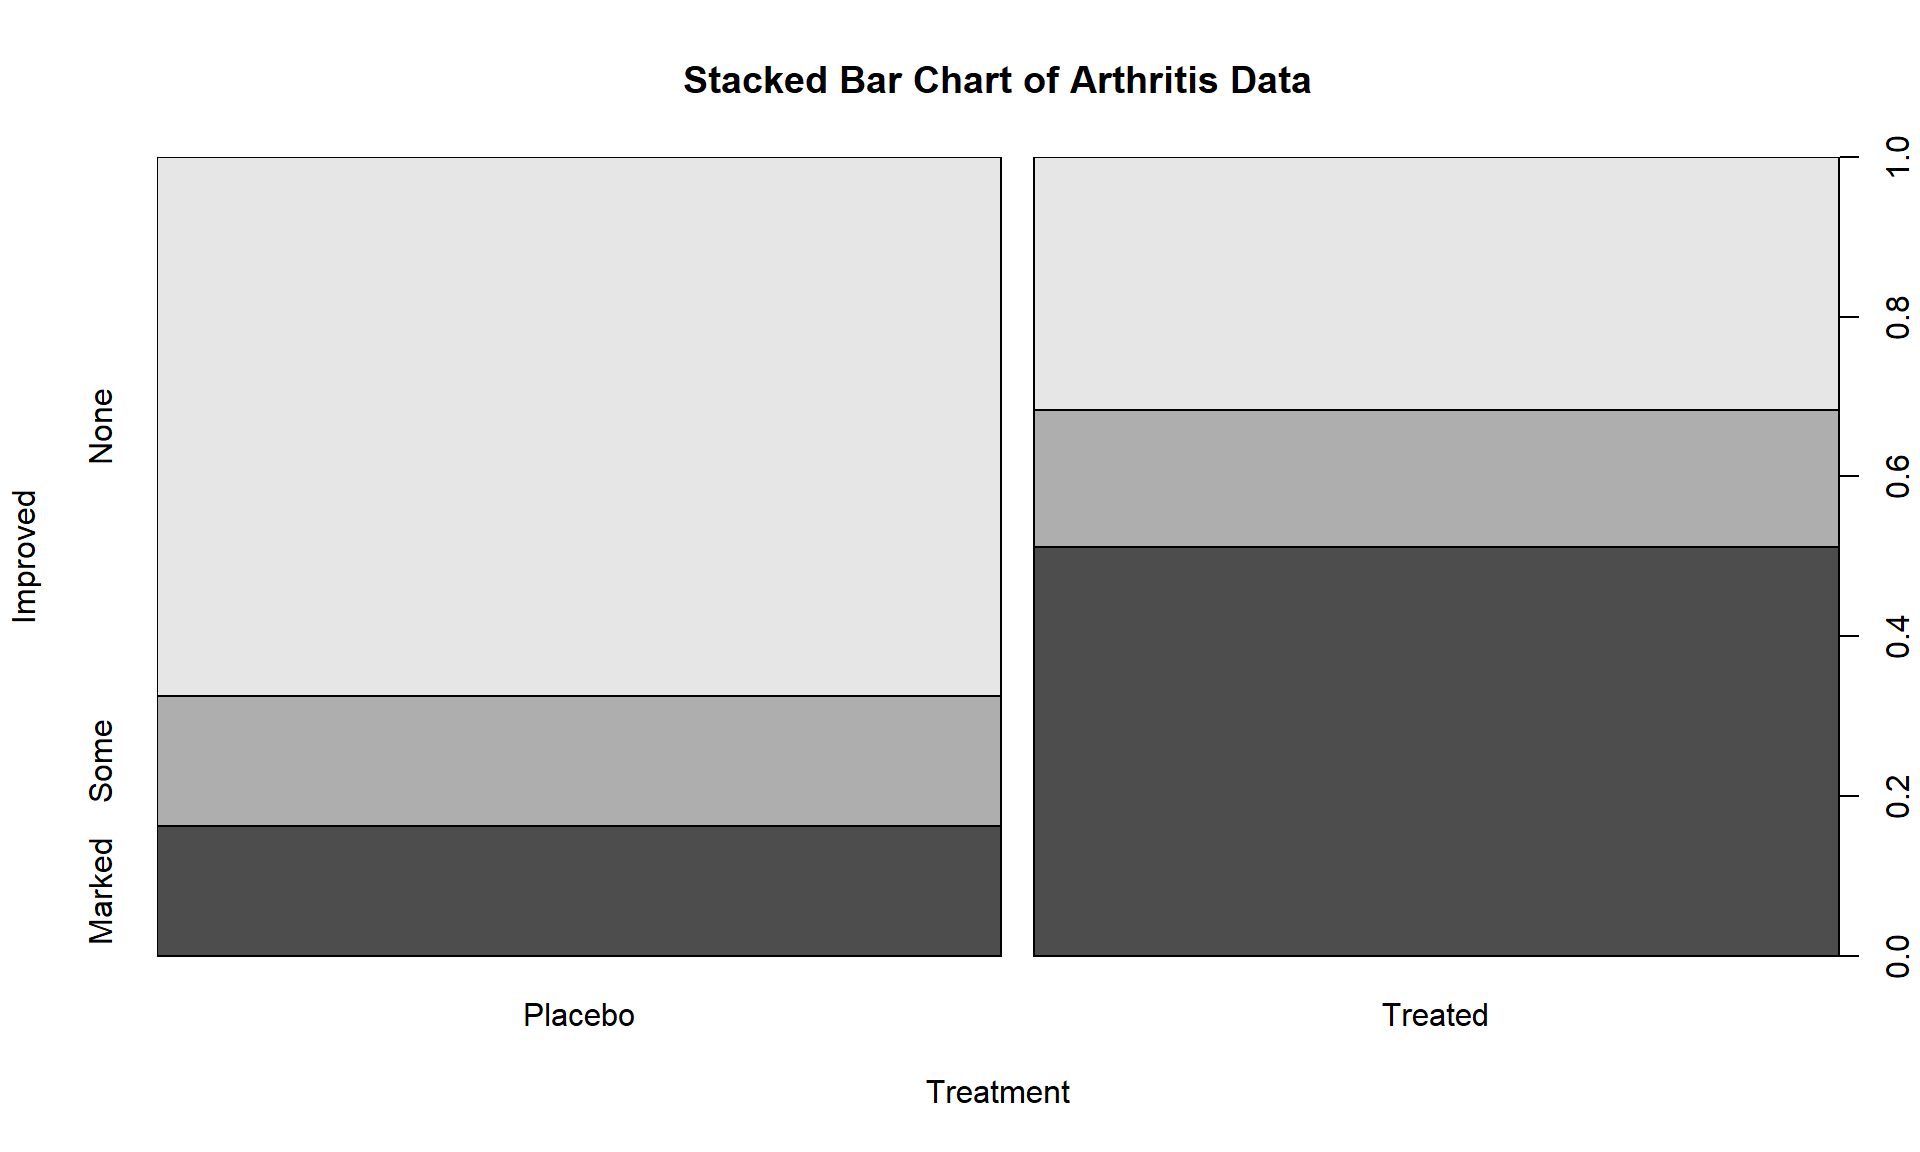 Stacked Bar Chart of Arthritis Data
Improved
None
Some
Marked
1.0
0.8
0.6
0.4
0.2
0.0
Placebo
Treated
Treatment